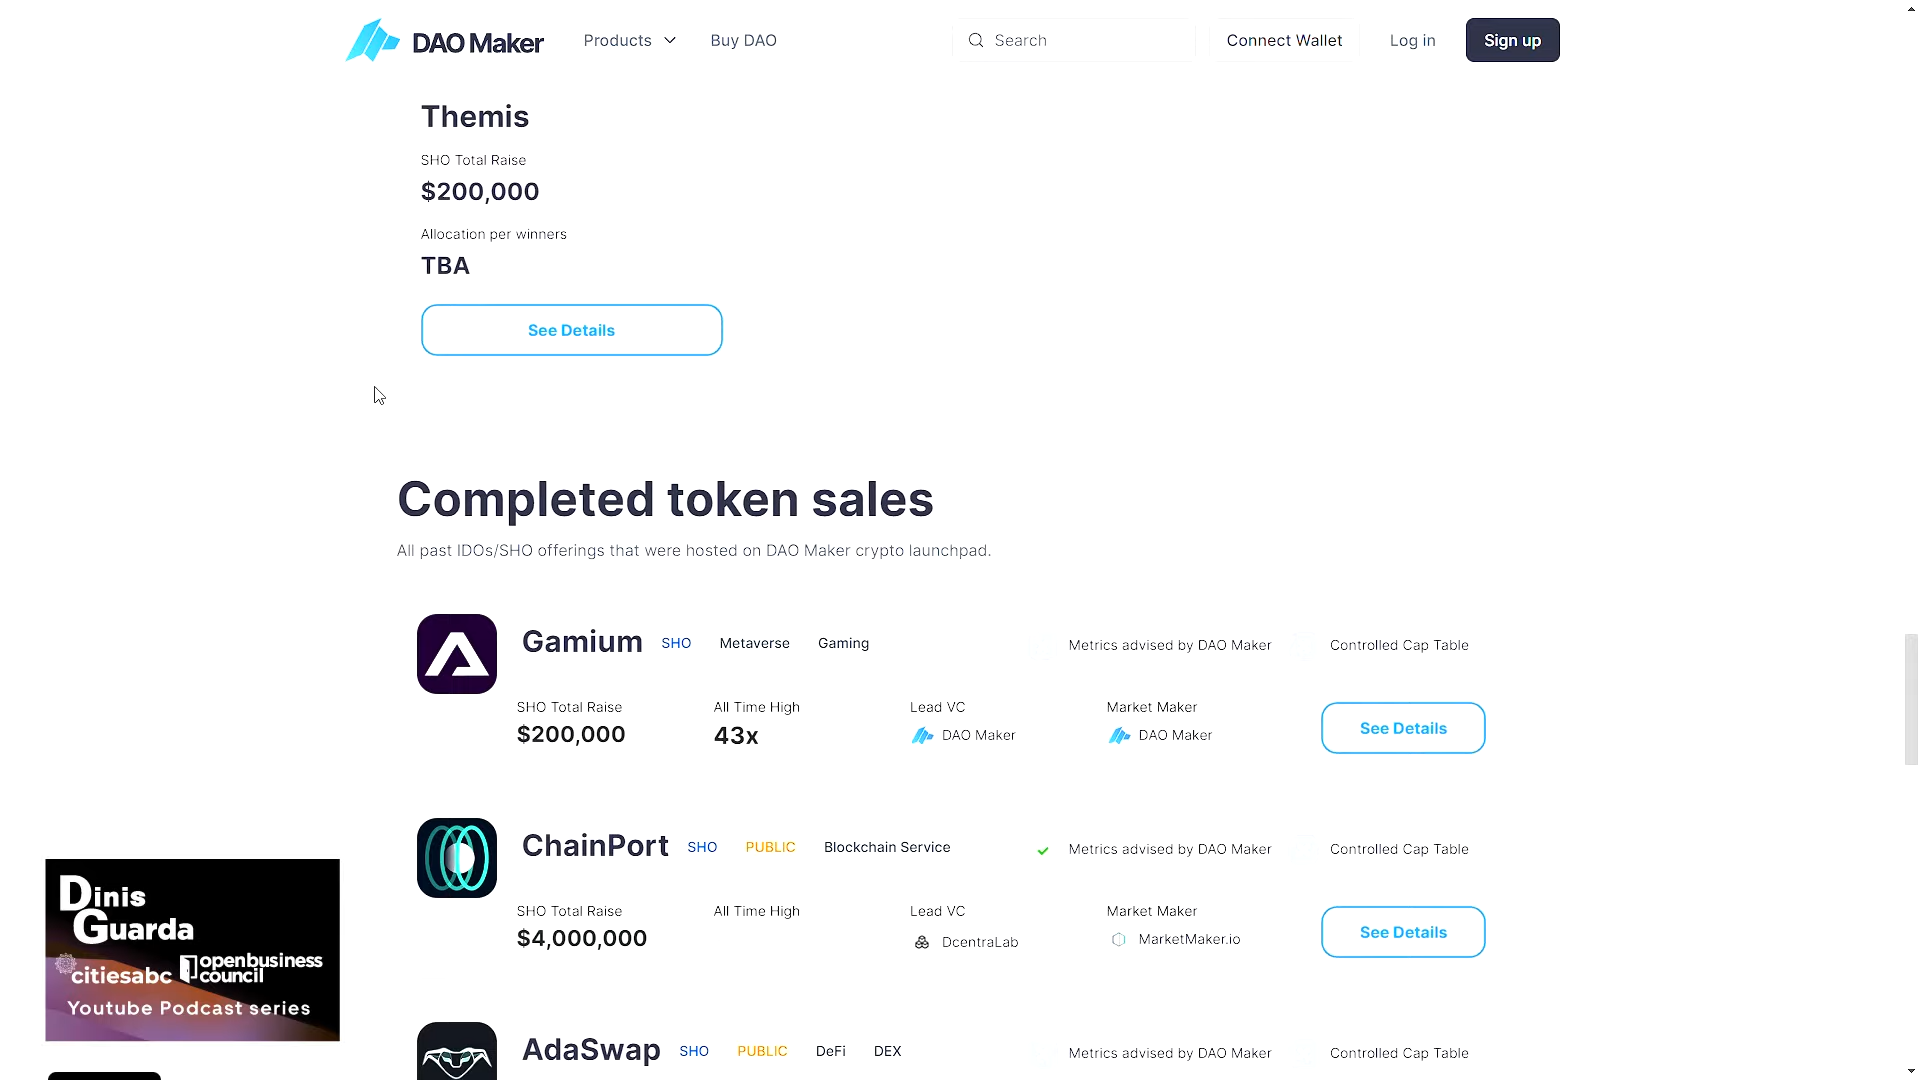 DAO Maker
Products
Buy DAO
Search
Connect Wallet
Log in
Sign up
Themis
SHO Total Raise
$200,000
Allocation per winners
TBA
See Details
Completed token sales
All past IDOs/SHO offerings that were hosted on DAO Maker crypto launchpad.
Gamium SHO Metaverse Gaming
Metrics advised by DAO Maker
Controlled Cap Table
SHO Total Raise
$200,000
All Time High
43x
Lead VC
DAO Maker
Market Maker
DAO Maker
See Details
ChainPort SHO PUBLIC Blockchain Service
Metrics advised by DAO Maker
Controlled Cap Table
SHO Total Raise
$4,000,000
All Time High
Lead VC
DcentraLab
Market Maker
MarketMaker.io
See Details
AdaSwap SHO PUBLIC DeFi DEX
Metrics advised by DAO Maker
Controlled Cap Table
Dinis
Guarda
citiesabc
openbusiness
council
Youtube Podcast series